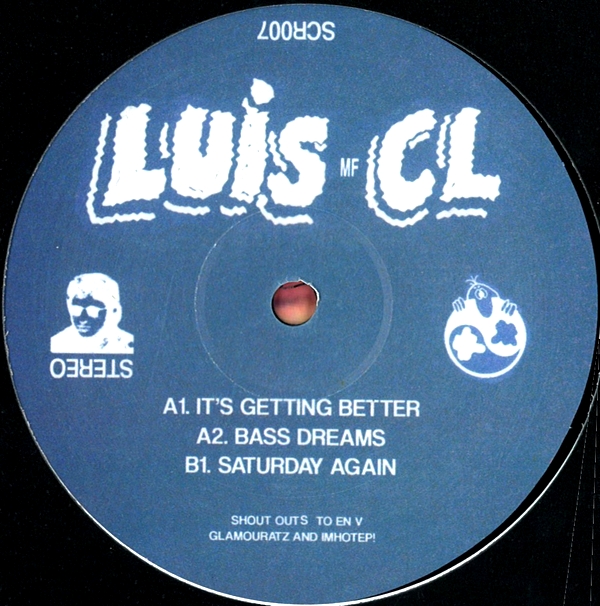 SCR007
LUiS MF CL
STEREO
A1. IT'S GETTING BETTER
A2. BASS DREAMS
B1. SATURDAY AGAIN
SHOUT OUTS TO EN V
GLAMOURATZ AND IMHOTEP!